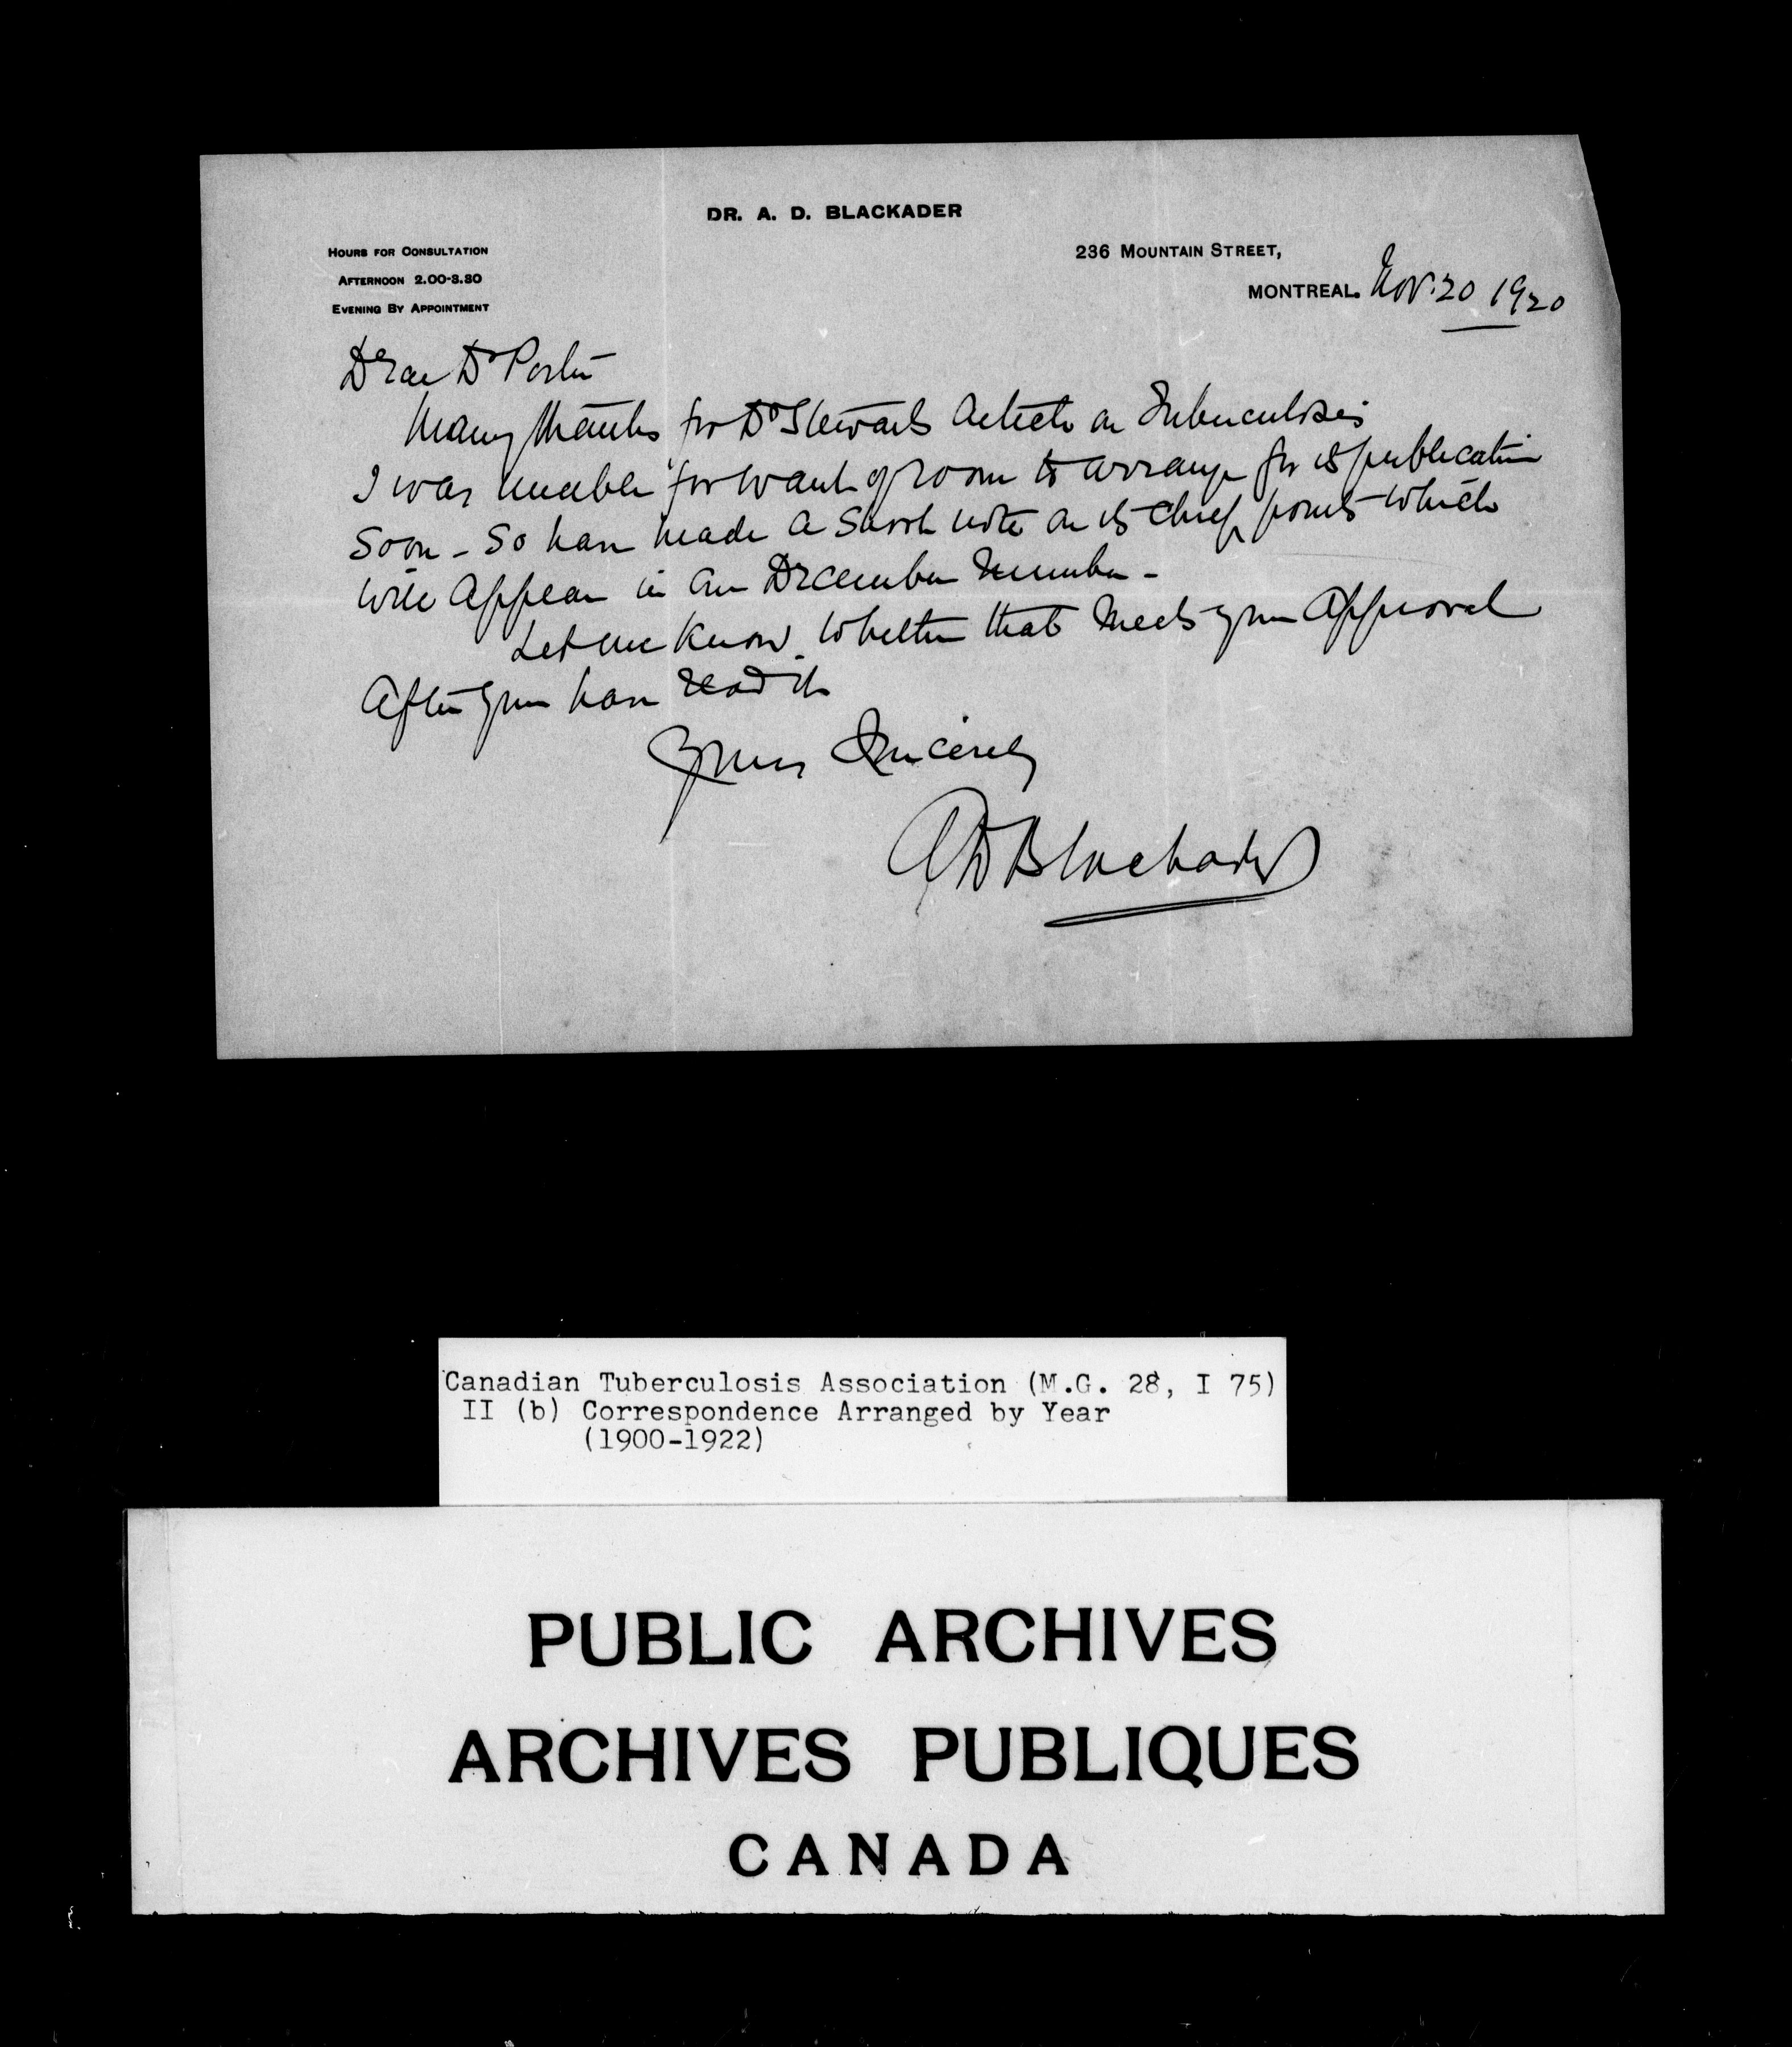 DR. A. D. BLACKADER
HOURS FOR CONSULTATION
AFTERNOON 2.00-3.30
EVENING BY APPOINTMENT
236 MOUNTAIN STREET,
MONTREAL. Nov. 20 1920
Dear Dr Porter
Many thanks for Dr Stewarts Article on Tuberculosis
I was unable for want of room to arrange for its publication
soon - So have made a short note on its chief points which
will appear in our December Number -
Let me know whether that meets your approval
After you have read it
Yours Sincerely
A D Blackader
Canadian Tuberculosis Association (M.G. 28, I 75)
II (b) Correspondence Arranged by Year
(1900-1922)
PUBLIC ARCHIVES
ARCHIVES PUBLIQUES
CANADA